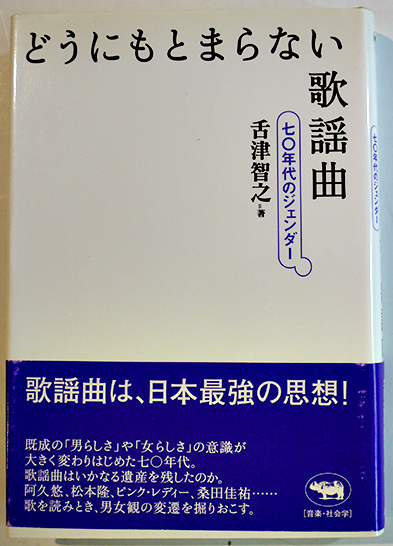 どうにもとまらない
歌謡曲
七〇年代のジェンダー
舌津智之=著
七〇年代のジェンダー
歌謡曲は、日本最強の思想!
既成の「男らしさ」や「女らしさ」の意識が
大きく変わりはじめた七〇年代。
歌謡曲はいかなる遺産を残したのか。
阿久悠、松本隆、ピンク・レディー、桑田佳祐……
歌を読みとき、男女観の変遷を掘りおこす。
[音楽・社会学]